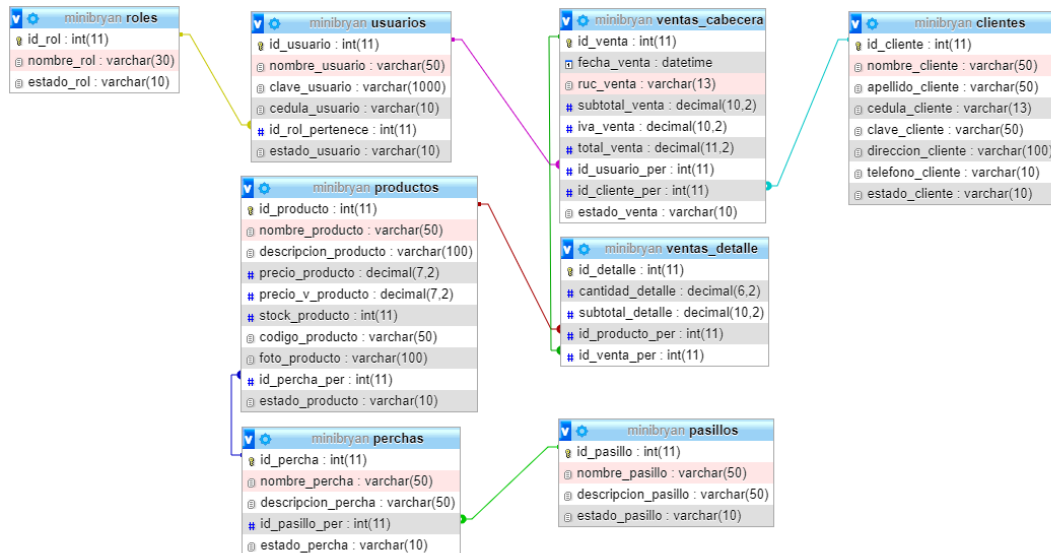 minibryan roles
id_rol : int(11)
nombre_rol : varchar(30)
estado_rol : varchar(10)
minibryan usuarios
id_usuario : int(11)
nombre_usuario : varchar(50)
clave_usuario : varchar(1000)
cedula_usuario : varchar(10)
id_rol_pertenece : int(11)
estado_usuario : varchar(10)
minibryan ventas_cabecera
id_venta : int(11)
fecha_venta : datetime
ruc_venta : varchar(13)
subtotal_venta : decimal(10,2)
iva_venta : decimal(10,2)
total_venta : decimal(11,2)
id_usuario_per : int(11)
id_cliente_per : int(11)
estado_venta : varchar(10)
minibryan clientes
id_cliente : int(11)
nombre_cliente : varchar(50)
apellido_cliente : varchar(50)
cedula_cliente : varchar(13)
clave_cliente : varchar(50)
direccion_cliente : varchar(100)
telefono_cliente : varchar(10)
estado_cliente : varchar(10)
minibryan productos
id_producto : int(11)
nombre_producto : varchar(50)
descripcion_producto : varchar(100)
precio_producto : decimal(7,2)
precio_v_producto : decimal(7,2)
stock_producto : int(11)
codigo_producto : varchar(50)
foto_producto : varchar(100)
id_percha_per : int(11)
estado_producto : varchar(10)
minibryan ventas_detalle
id_detalle : int(11)
cantidad_detalle : decimal(6,2)
subtotal_detalle : decimal(10,2)
id_producto_per : int(11)
id_venta_per : int(11)
minibryan perchas
id_percha : int(11)
nombre_percha : varchar(50)
descripcion_percha : varchar(50)
id_pasillo_per : int(11)
estado_percha : varchar(10)
minibryan pasillos
id_pasillo : int(11)
nombre_pasillo : varchar(50)
descripcion_pasillo : varchar(50)
estado_pasillo : varchar(10)